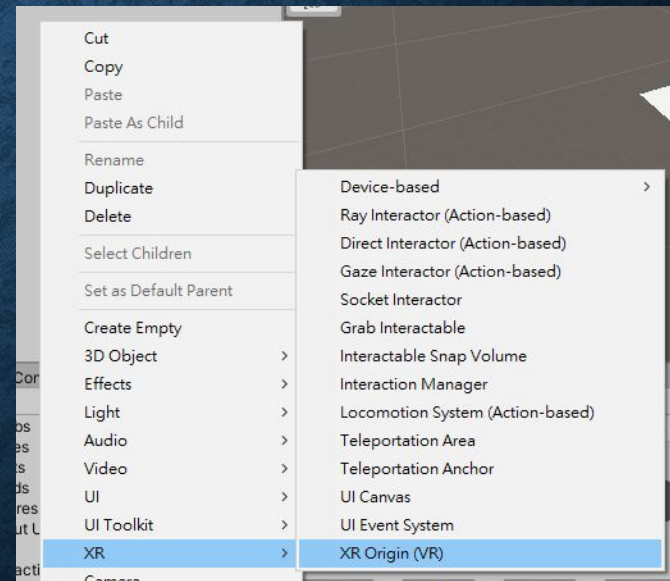 Cut
Copy
Paste
Paste As Child
Rename
Duplicate
Delete
Select Children
Set as Default Parent
Create Empty
3D Object
Effects
Light
Audio
Video
UI
UI Toolkit
XR
Camera
Device-based
Ray Interactor (Action-based)
Direct Interactor (Action-based)
Gaze Interactor (Action-based)
Socket Interactor
Grab Interactable
Interactable Snap Volume
Interaction Manager
Locomotion System (Action-based)
Teleportation Area
Teleportation Anchor
UI Canvas
UI Event System
XR Origin (VR)